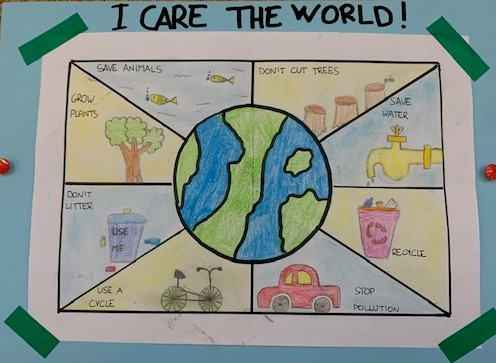 I CARE THE WORLD!
SAVE ANIMALS
DON'T CUT TREES
GROW
PLANTS
SAVE
WATER
DON'T
LITTER
USE
ME
RECICLE
USE A
CYCLE
STOP
POLLUTION